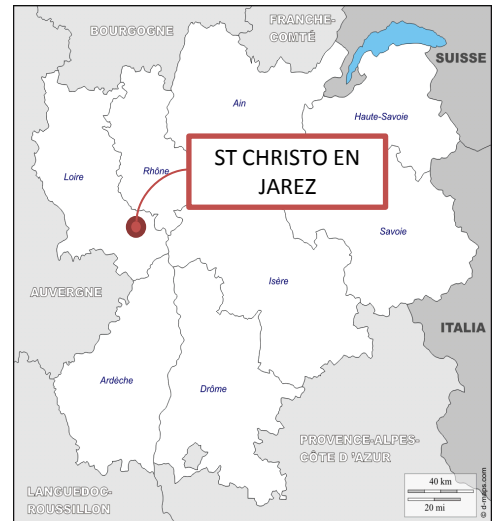 BOURGOGNE
FRANCHE-
COMTÉ
SUISSE
Ain
Haute-Savoie
ST CHRISTO EN
JAREZ
Loire
Rhône
Savoie
Isère
AUVERGNE
ITALIA
Ardèche
Drôme
PROVENCE-ALPES-
CÔTE D 'AZUR
LANGUEDOC-
ROUSSILLON
40 km
20 mi
© d-maps.com